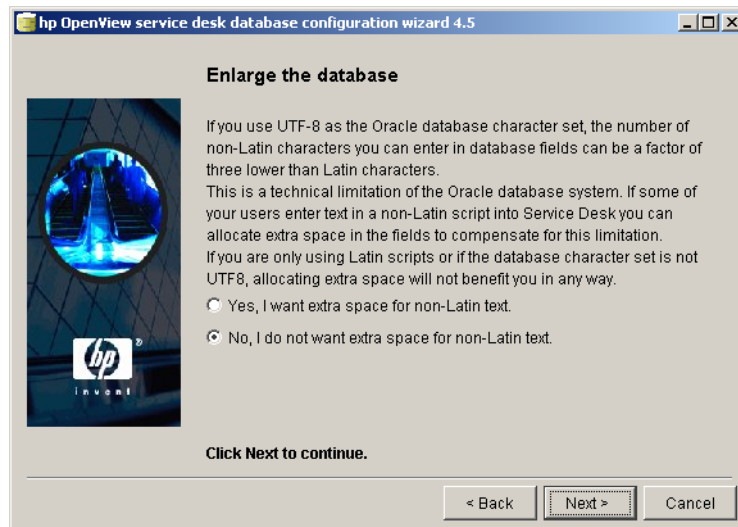 hp OpenView service desk database configuration wizard 4.5
Enlarge the database
If you use UTF-8 as the Oracle database character set, the number of
non-Latin characters you can enter in database fields can be a factor of
three lower than Latin characters.
This is a technical limitation of the Oracle database system. If some of
your users enter text in a non-Latin script into Service Desk you can
allocate extra space in the fields to compensate for this limitation.
If you are only using Latin scripts or if the database character set is not
UTF8, allocating extra space will not benefit you in any way.
Yes, I want extra space for non-Latin text.
No, I do not want extra space for non-Latin text.
hp ®
invent
Click Next to continue.
< Back Next > Cancel